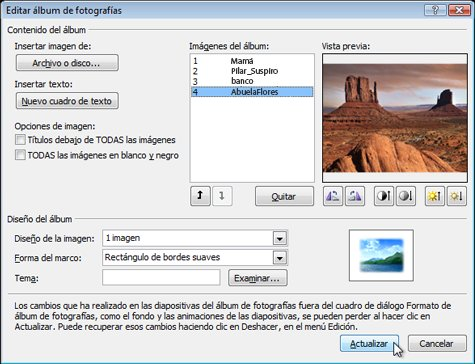 Editar álbum de fotografías
Contenido del álbum
Insertar imagen de:
Archivo o disco...
Insertar texto:
Nuevo cuadro de texto
Opciones de imagen:
Títulos debajo de TODAS las imágenes
TODAS las imágenes en blanco y negro
Imágenes del álbum:
1 Mamá
2 Pilar_Suspiro
3 banco
4 AbuelaFlores
Quitar
Vista previa:
Diseño del álbum
Diseño de la imagen: 1 imagen
Forma del marco: Rectángulo de bordes suaves
Tema: Examinar...
Los cambios que ha realizado en las diapositivas del álbum de fotografías fuera del cuadro de diálogo Formato de
álbum de fotografías, como el fondo y las animaciones de las diapositivas, se pueden perder al hacer clic en
Actualizar. Puede recuperar esos cambios haciendo clic en Deshacer, en el menú Edición.
Actualizar Cancelar